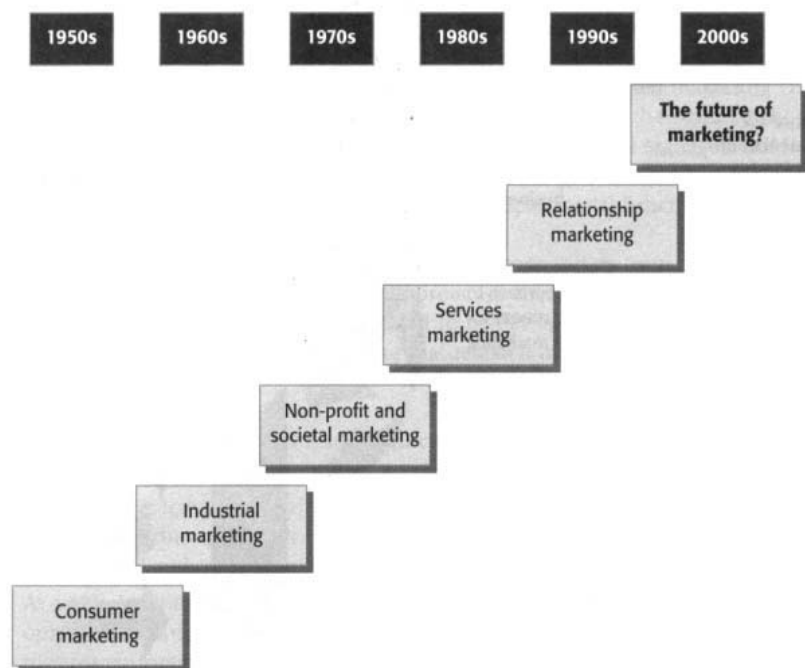 1950s 1960s 1970s 1980s 1990s 2000s
The future of
marketing?
Relationship
marketing
Services
marketing
Non-profit and
societal marketing
Industrial
marketing
Consumer
marketing